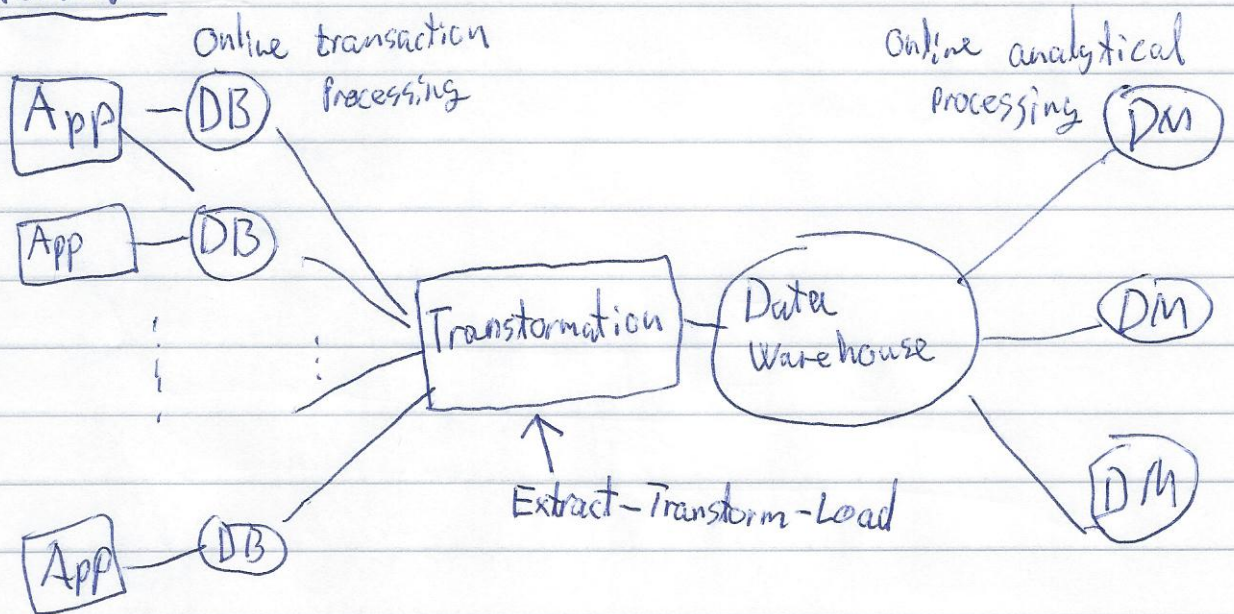 Online transaction
Processing
Online analytical
Processing
App
DB
DM
App
DB
Transformation
Data
Warehouse
DM
Extract-Transform-Load
DM
App
DB